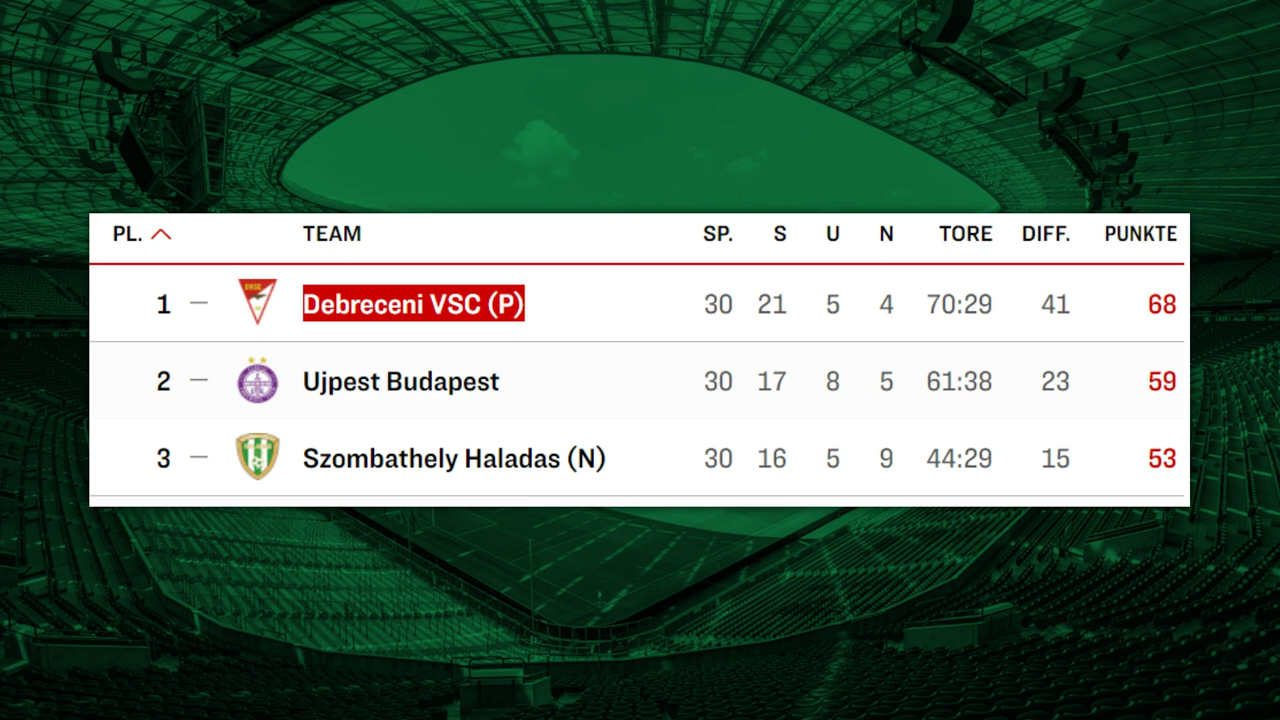 PL. TEAM SP. S U N TORE DIFF. PUNKTE
1 — Debreceni VSC (P) 30 21 5 4 70:29 41 68
2 — Ujpest Budapest 30 17 8 5 61:38 23 59
3 — Szombathely Haladas (N) 30 16 5 9 44:29 15 53